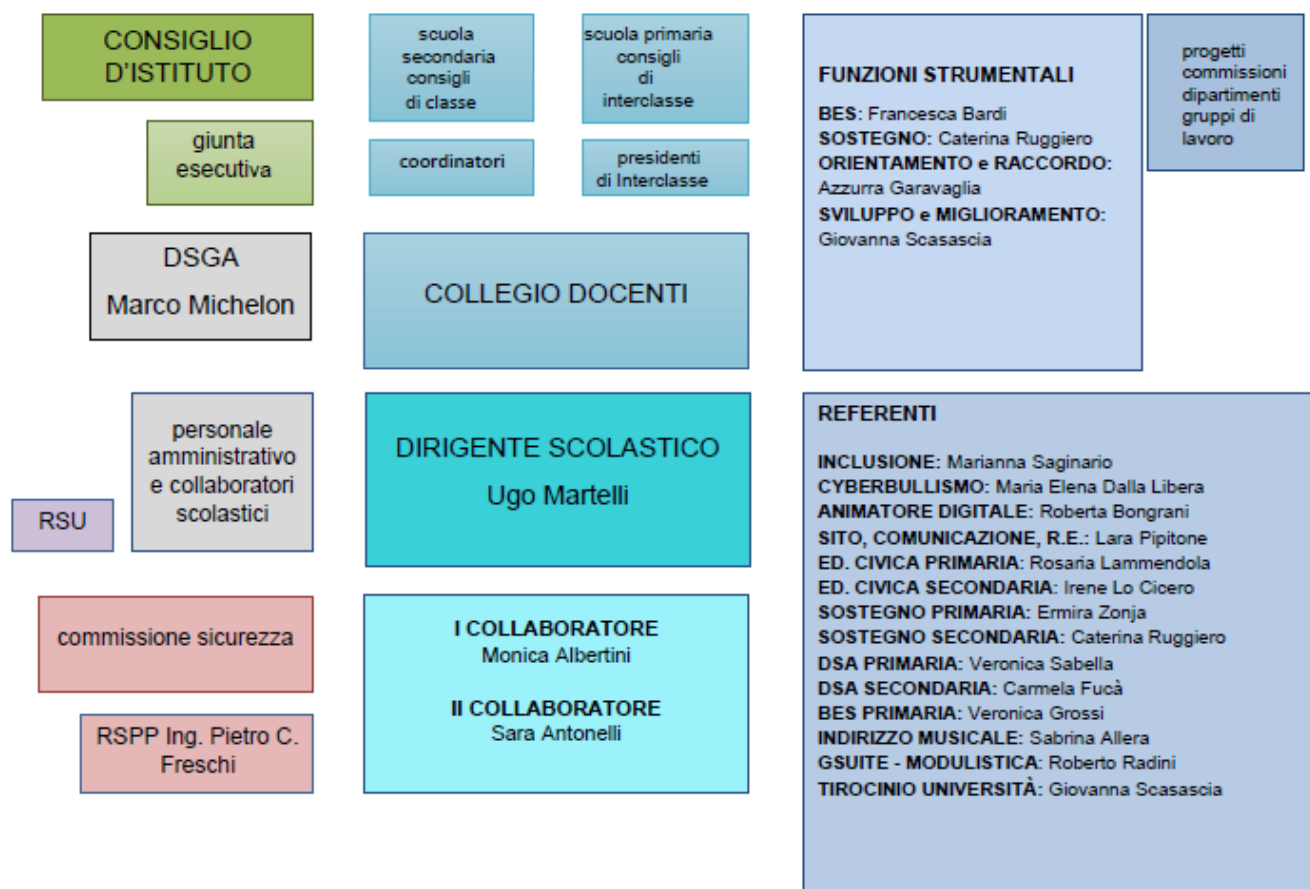 CONSIGLIO
D'ISTITUTO
giunta
esecutiva
scuola
secondaria
consigli
di classe
scuola primaria
consigli
di
interclasse
coordinatori
presidenti
di Interclasse
FUNZIONI STRUMENTALI
BES: Francesca Bardi
SOSTEGNO: Caterina Ruggiero
ORIENTAMENTO e RACCORDO:
Azzurra Garavaglia
SVILUPPO e MIGLIORAMENTO:
Giovanna Scasascia
progetti
commissioni
dipartimenti
gruppi di
lavoro
DSGA
Marco Michelon
COLLEGIO DOCENTI
personale
amministrativo
e collaboratori
scolastici
RSU
DIRIGENTE SCOLASTICO
Ugo Martelli
REFERENTI
INCLUSIONE: Marianna Saginario
CYBERBULLISMO: Maria Elena Dalla Libera
ANIMATORE DIGITALE: Roberta Bongrani
SITO, COMUNICAZIONE, R.E.: Lara Pipitone
ED. CIVICA PRIMARIA: Rosaria Lammendola
ED. CIVICA SECONDARIA: Irene Lo Cicero
SOSTEGNO PRIMARIA: Ermira Zonja
SOSTEGNO SECONDARIA: Caterina Ruggiero
DSA PRIMARIA: Veronica Sabella
DSA SECONDARIA: Carmela Fucà
BES PRIMARIA: Veronica Grossi
INDIRIZZO MUSICALE: Sabrina Allera
GSUITE - MODULISTICA: Roberto Radini
TIROCINIO UNIVERSITÀ: Giovanna Scasascia
commissione sicurezza
RSPP Ing. Pietro C.
Freschi
I COLLABORATORE
Monica Albertini
II COLLABORATORE
Sara Antonelli